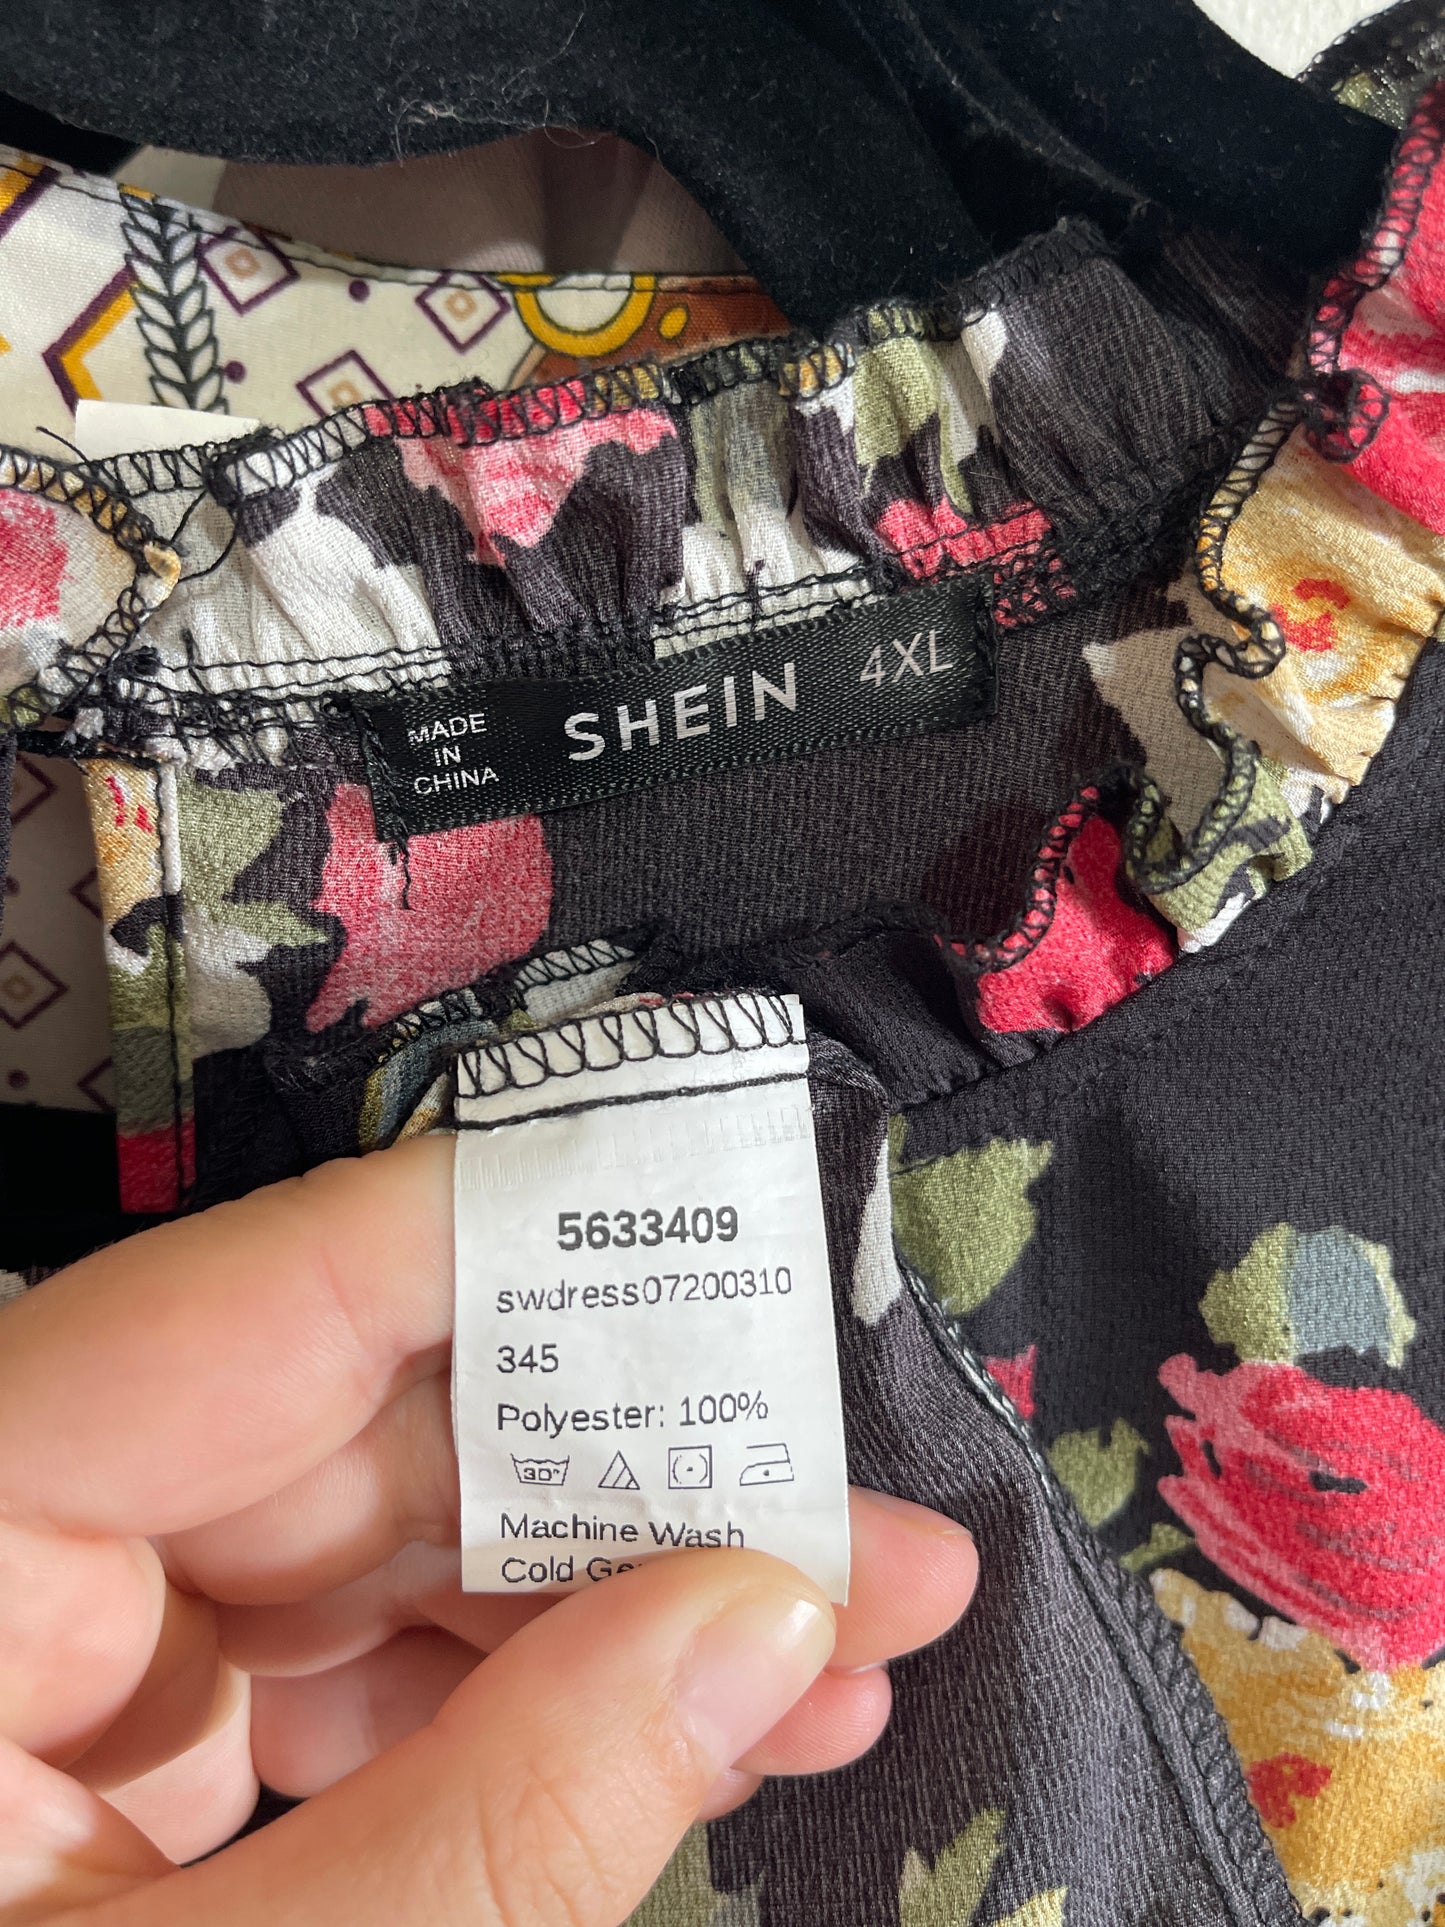 MADE
IN
CHINA
SHEIN
4XL
5633409
swdress07200310
345
Polyester: 100%
30°
Machine Wash
Cold